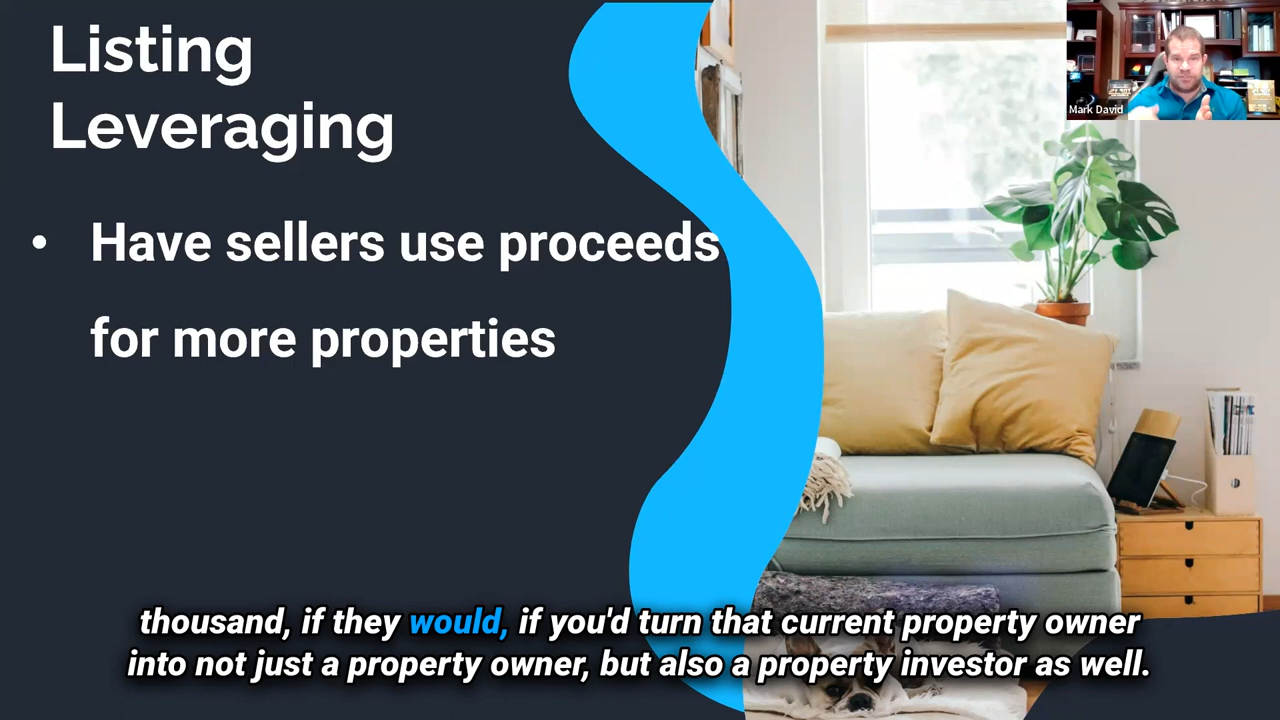 Listing
Leveraging
• Have sellers use proceeds
for more properties
Mark David
thousand, if they would, if you'd turn that current property owner
into not just a property owner, but also a property investor as well.